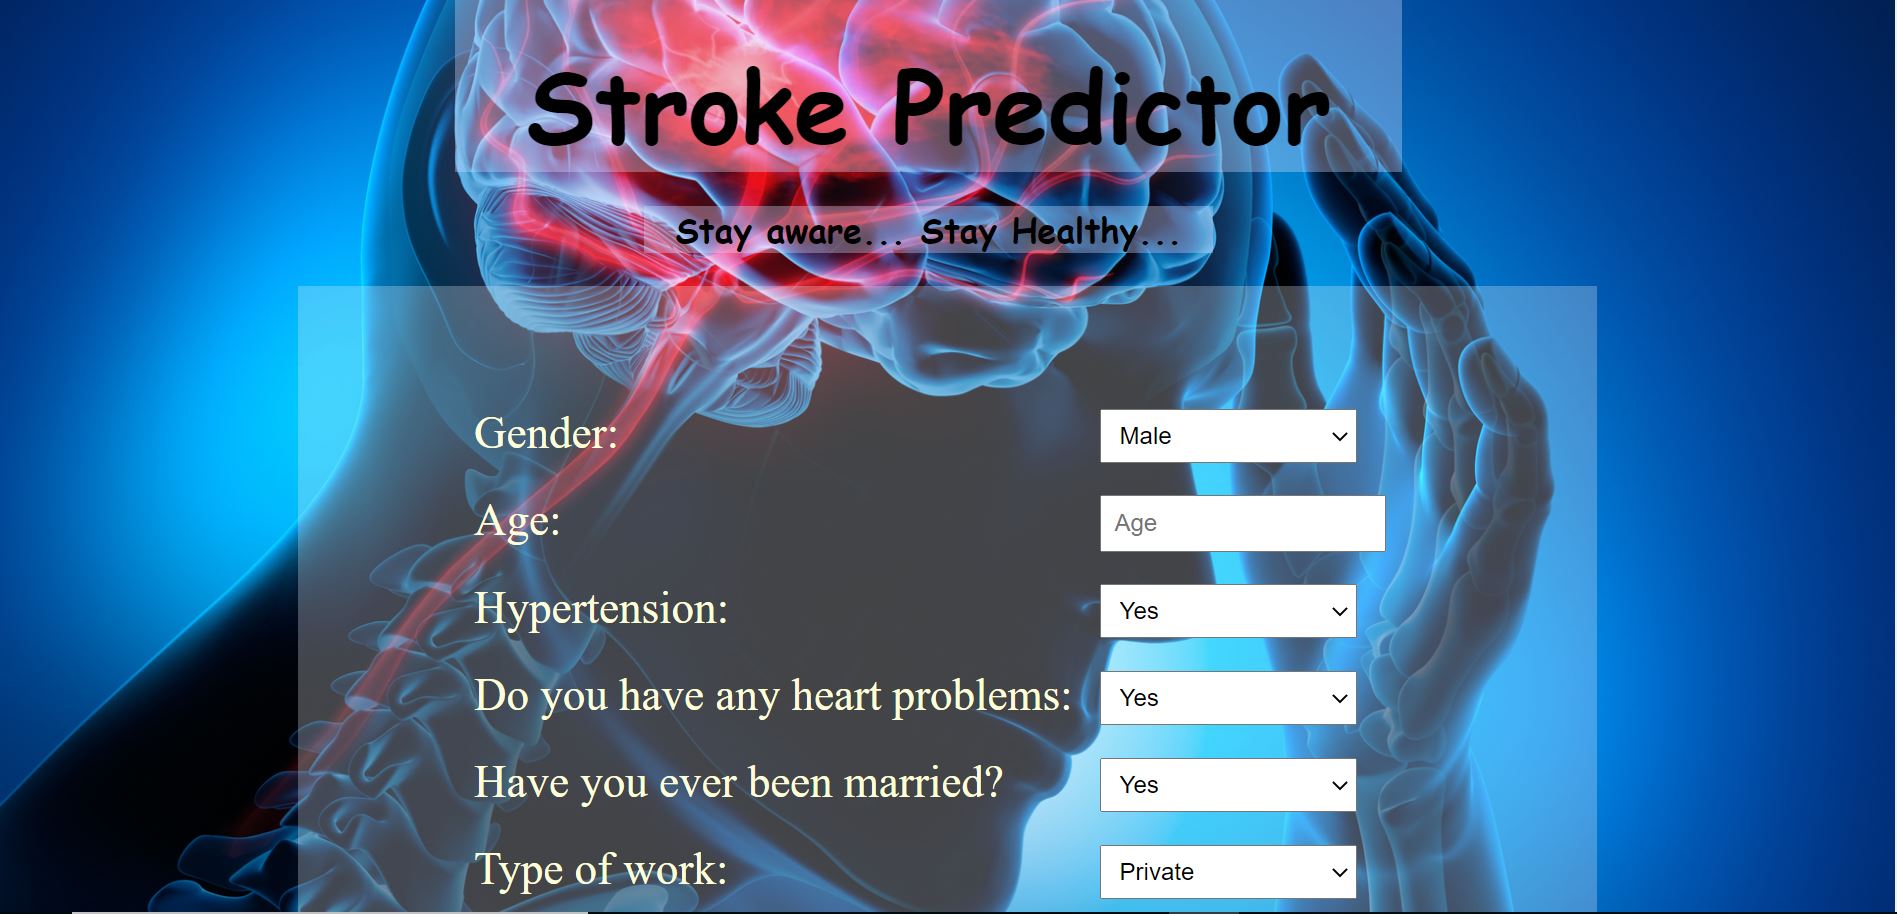 Stroke Predictor
Stay aware... Stay Healthy...
Gender: Male
Age: Age
Hypertension: Yes
Do you have any heart problems: Yes
Have you ever been married? Yes
Type of work: Private